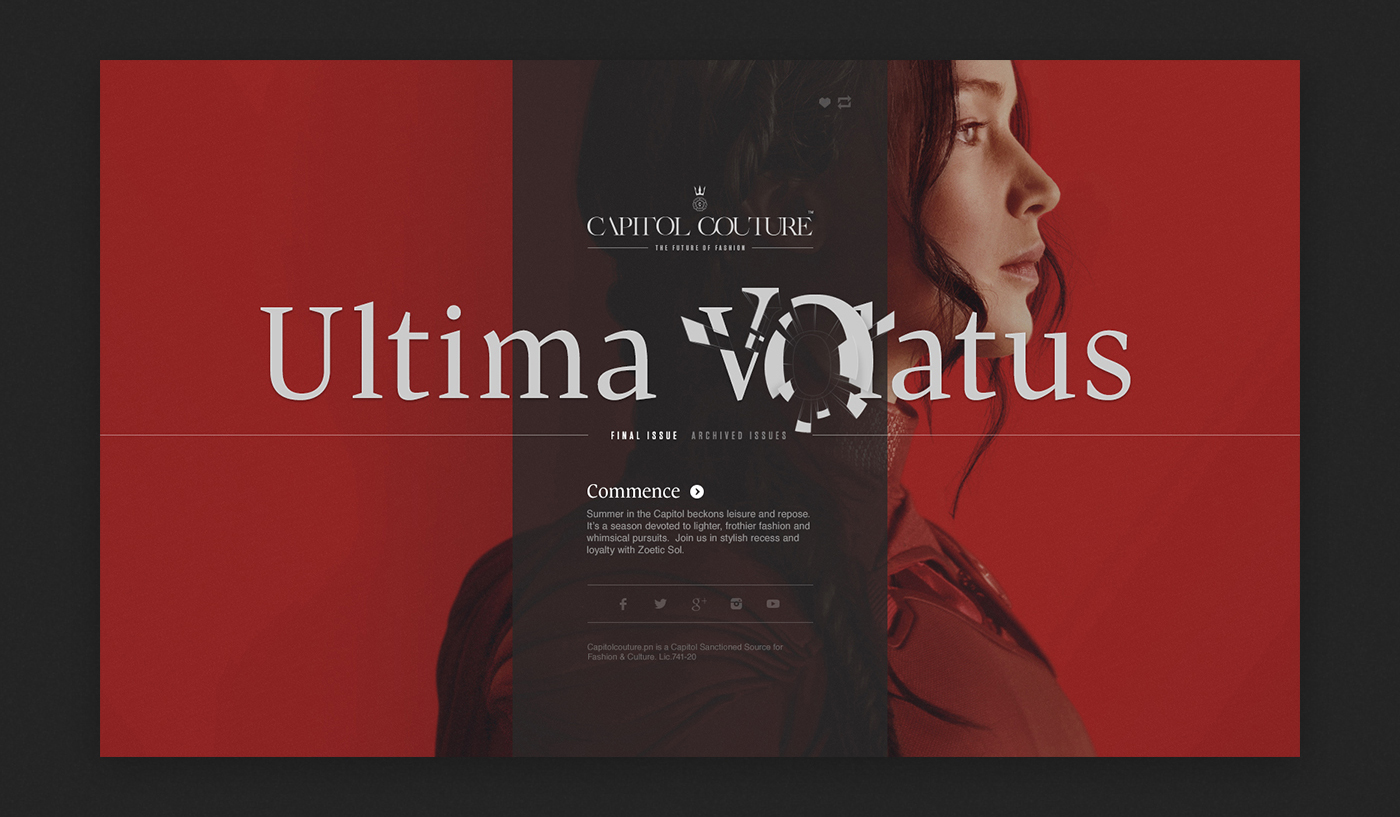 CAPITOL COUTURE™
THE FUTURE OF FASHION
Ultima Volatus
FINAL ISSUE ARCHIVED ISSUES
Commence
Summer in the Capitol beckons leisure and repose.
It's a season devoted to lighter, frothier fashion and
whimsical pursuits. Join us in stylish recess and
loyalty with Zoetic Sol.
g+
Capitolcouture.pn is a Capitol Sanctioned Source for
Fashion & Culture. Lic.741-20